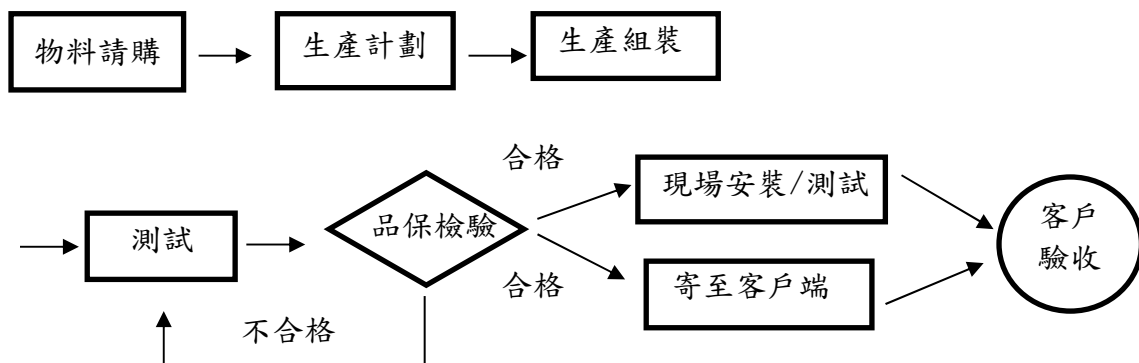 物料請購
生產計劃
生產組裝
合格
現場安裝/測試
測試
品保檢驗
客戶
驗收
合格
寄至客戶端
不合格